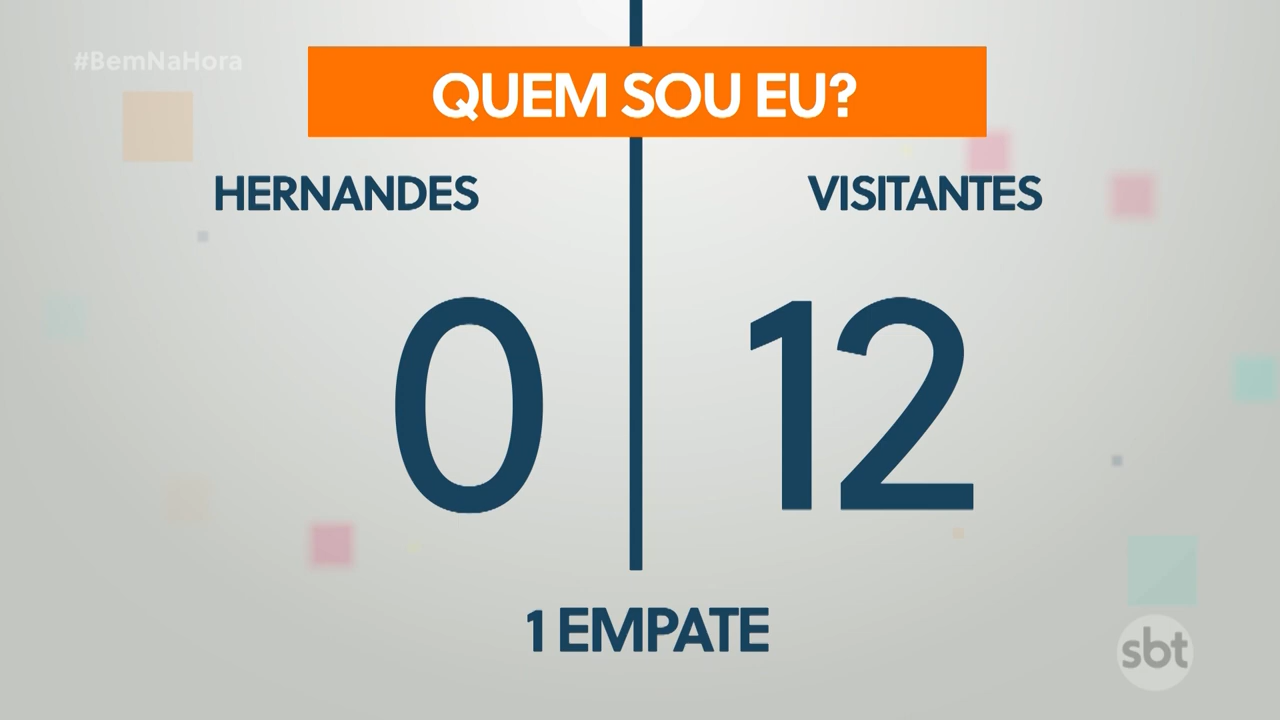 #BemNaHora
QUEM SOU EU?
HERNANDES
VISITANTES
0
12
1 EMPATE
sbt